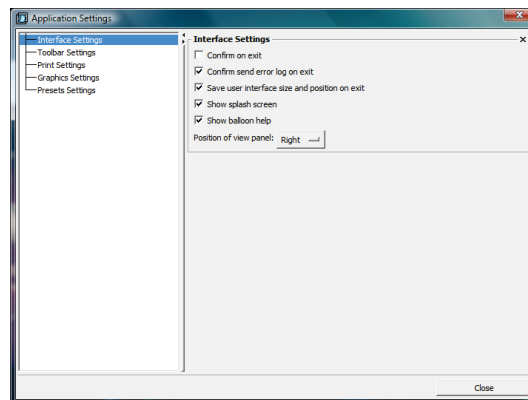 Application Settings
Interface Settings
Toolbar Settings
Print Settings
Graphics Settings
Presets Settings
Interface Settings
Confirm on exit
Confirm send error log on exit
Save user interface size and position on exit
Show splash screen
Show balloon help
Position of view panel: Right
Close